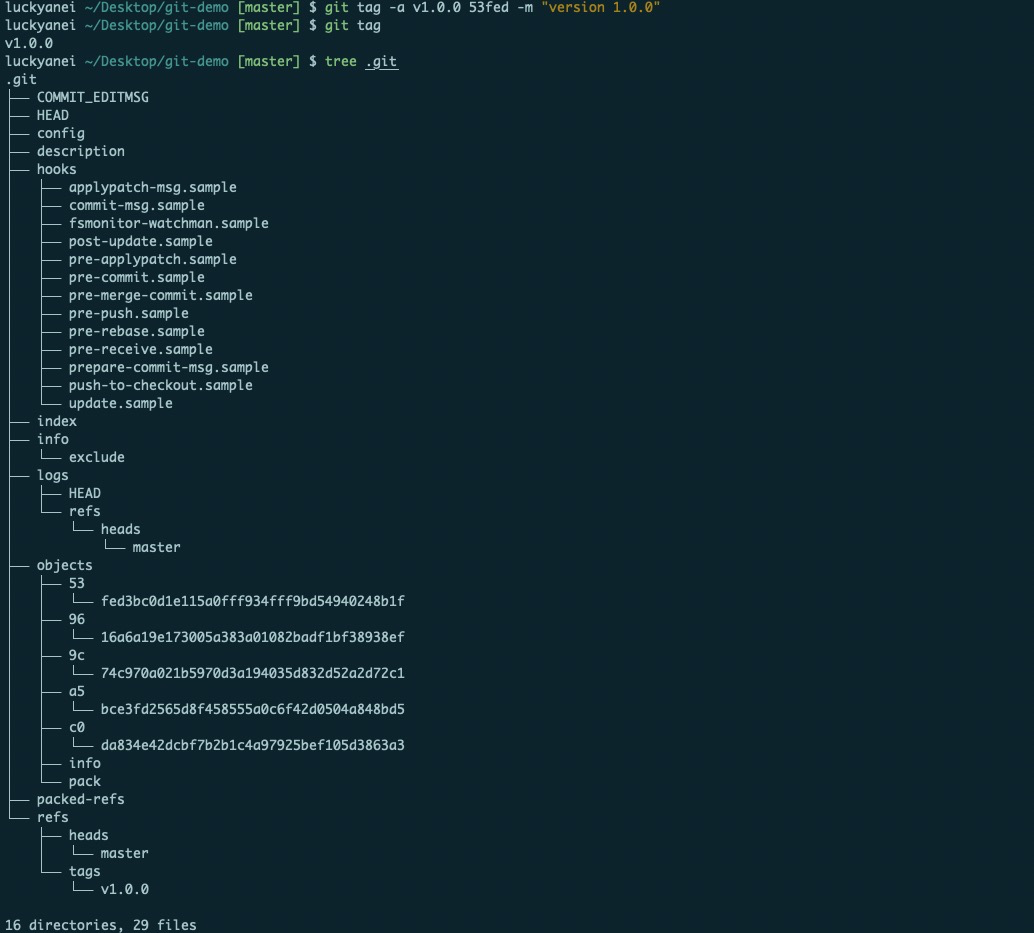 luckyanei ~/Desktop/git-demo [master] $ git tag -a v1.0.0 53fed -m "version 1.0.0"
luckyanei ~/Desktop/git-demo [master] $ git tag
v1.0.0
luckyanei ~/Desktop/git-demo [master] $ tree .git
.git
├── COMMIT_EDITMSG
├── HEAD
├── config
├── description
├── hooks
│   ├── applypatch-msg.sample
│   ├── commit-msg.sample
│   ├── fsmonitor-watchman.sample
│   ├── post-update.sample
│   ├── pre-applypatch.sample
│   ├── pre-commit.sample
│   ├── pre-merge-commit.sample
│   ├── pre-push.sample
│   ├── pre-rebase.sample
│   ├── pre-receive.sample
│   ├── prepare-commit-msg.sample
│   ├── push-to-checkout.sample
│   └── update.sample
├── index
├── info
│   └── exclude
├── logs
│   ├── HEAD
│   └── refs
│       └── heads
│           └── master
├── objects
│   ├── 53
│   │   └── fed3bc0d1e115a0fff934fff9bd54940248b1f
│   ├── 96
│   │   └── 16a6a19e173005a383a01082badf1bf38938ef
│   ├── 9c
│   │   └── 74c970a021b5970d3a194035d832d52a2d72c1
│   ├── a5
│   │   └── bce3fd2565d8f458555a0c6f42d0504a848bd5
│   ├── c0
│   │   └── da834e42dcbf7b2b1c4a97925bef105d3863a3
│   ├── info
│   └── pack
├── packed-refs
└── refs
    ├── heads
    │   └── master
    └── tags
        └── v1.0.0
16 directories, 29 files